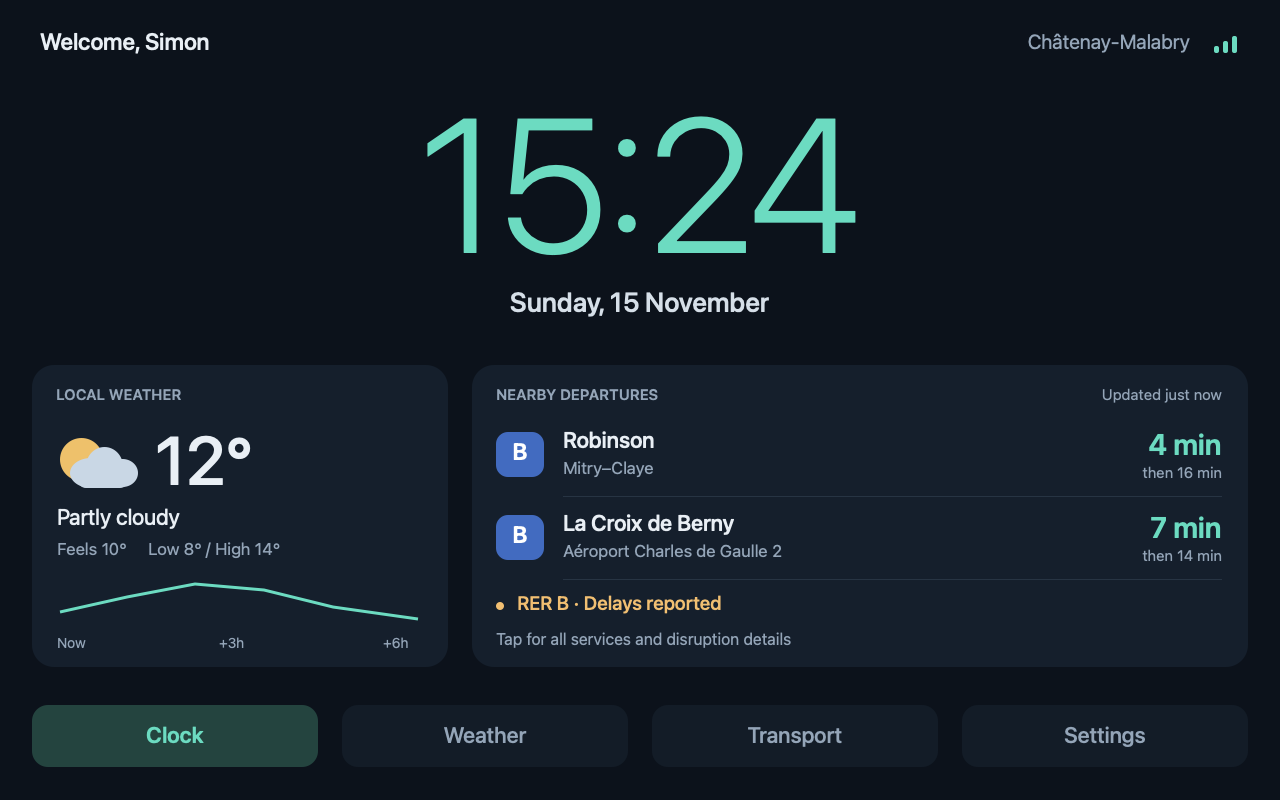 Welcome, Simon
Châtenay-Malabry
15:24
Sunday, 15 November
LOCAL WEATHER
12°
Partly cloudy
Feels 10° Low 8° / High 14°
Now +3h +6h
NEARBY DEPARTURES
Updated just now
B
Robinson
Mitry–Claye
4 min
then 16 min
B
La Croix de Berny
Aéroport Charles de Gaulle 2
7 min
then 14 min
RER B · Delays reported
Tap for all services and disruption details
Clock
Weather
Transport
Settings